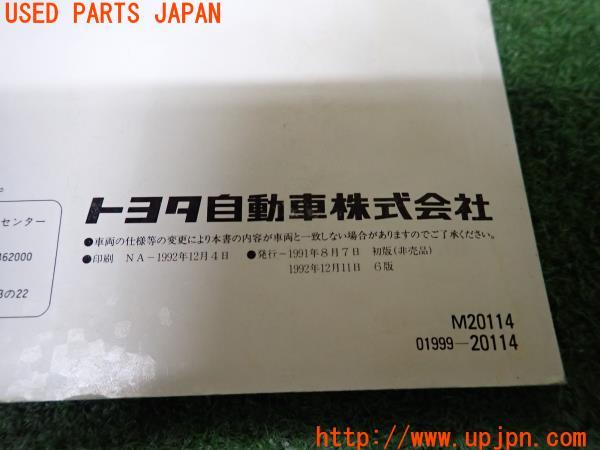 USED PARTS JAPAN
。
センター
トヨタ自動車株式会社
●車両の仕様等の変更により本書の内容が車両と一致しない場合がありますのでご了承ください。
462000
●印刷 NA-1992年12月4日 ●発行-1991年8月7日 初版(非売品)
1992年12月11日 6版
3の22
M20114
01999-20114
http://www.upjpn.com/